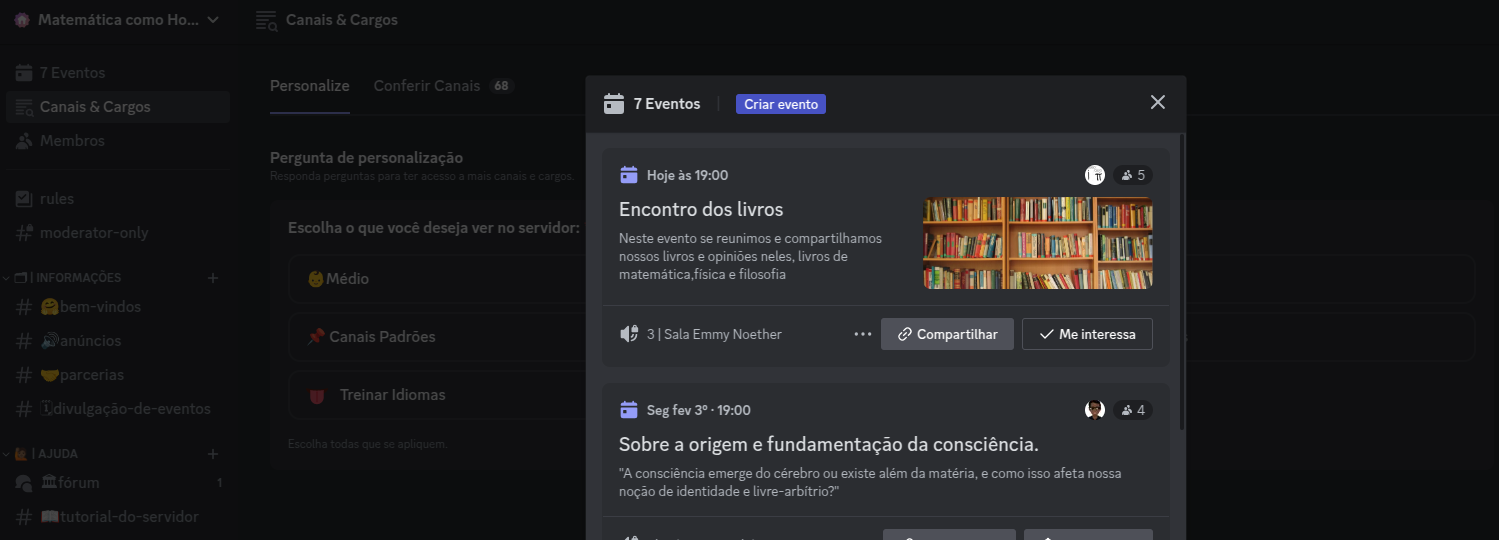 Matemática como Ho...
7 Eventos
Canais & Cargos
Membros
rules
moderator-only
| INFORMAÇÕES
bem-vindos
anúncios
parcerias
divulgação-de-eventos
| AJUDA
fórum
1
tutorial-do-servidor
Canais & Cargos
Personalize
Conferir Canais
68
Pergunta de personalização
Responda perguntas para ter acesso a mais canais e cargos.
Escolha o que você deseja ver no servidor:
Médio
Canais Padrões
Treinar Idiomas
Escolha todas que se apliquem.
7 Eventos
Criar evento
Hoje às 19:00
5
Encontro dos livros
Neste evento se reunimos e compartilhamos
nossos livros e opiniões neles, livros de
matemática,física e filosofia
3 | Sala Emmy Noether
Compartilhar
Me interessa
Seg fev 3º · 19:00
4
Sobre a origem e fundamentação da consciência.
"A consciência emerge do cérebro ou existe além da matéria, e como isso afeta nossa
noção de identidade e livre-arbítrio?"